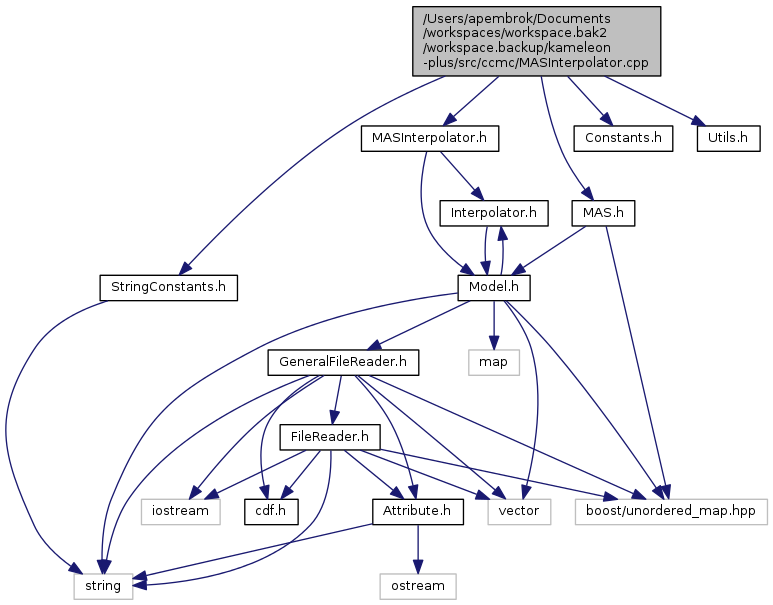 /Users/apembrok/Documents
/workspaces/workspace.bak2
/workspace.backup/kameleon
-plus/src/ccmc/MASInterpolator.cpp
MASInterpolator.h
Constants.h
Utils.h
Interpolator.h
MAS.h
StringConstants.h
Model.h
GeneralFileReader.h
map
FileReader.h
iostream
cdf.h
Attribute.h
vector
boost/unordered_map.hpp
string
ostream